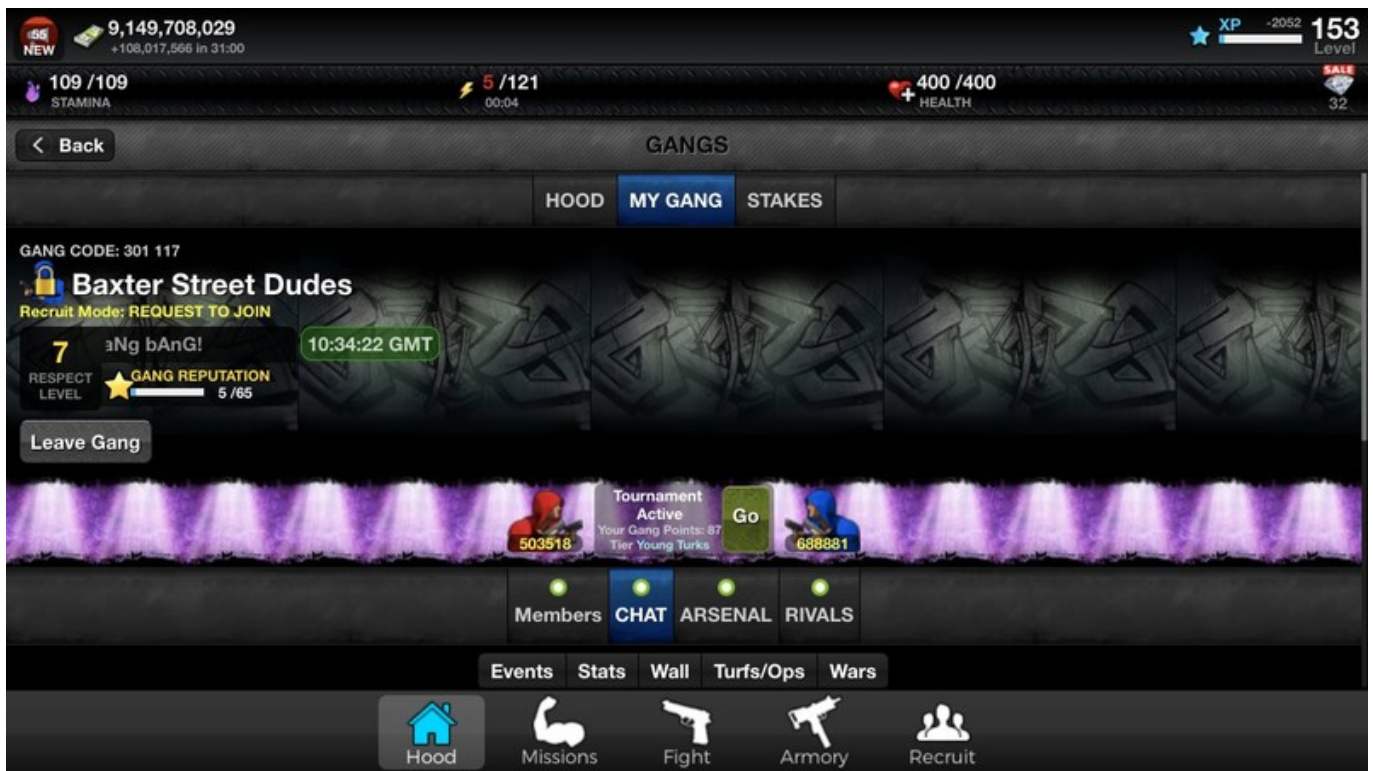 55
NEW
9,149,708,029
+108,017,566 in 31:00
XP
-2052
153
Level
109 /109
STAMINA
5 /121
00:04
400 /400
HEALTH
SALE
32
Back
GANGS
HOOD
MY GANG
STAKES
GANG CODE: 301 117
Baxter Street Dudes
Recruit Mode: REQUEST TO JOIN
7
RESPECT
LEVEL
aNg bAnG!
10:34:22 GMT
GANG REPUTATION
5 /65
Leave Gang
503518
Tournament
Active
Your Gang Points: 87
Tier Young Turks
Go
688881
Members
CHAT
ARSENAL
RIVALS
Events
Stats
Wall
Turfs/Ops
Wars
Hood
Missions
Fight
Armory
Recruit